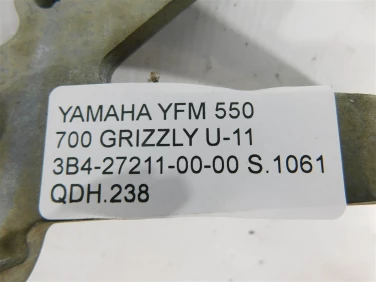 YAMAHA YFM 550
700 GRIZZLY U-11
3B4-27211-00-00 S.1061
QDH.238